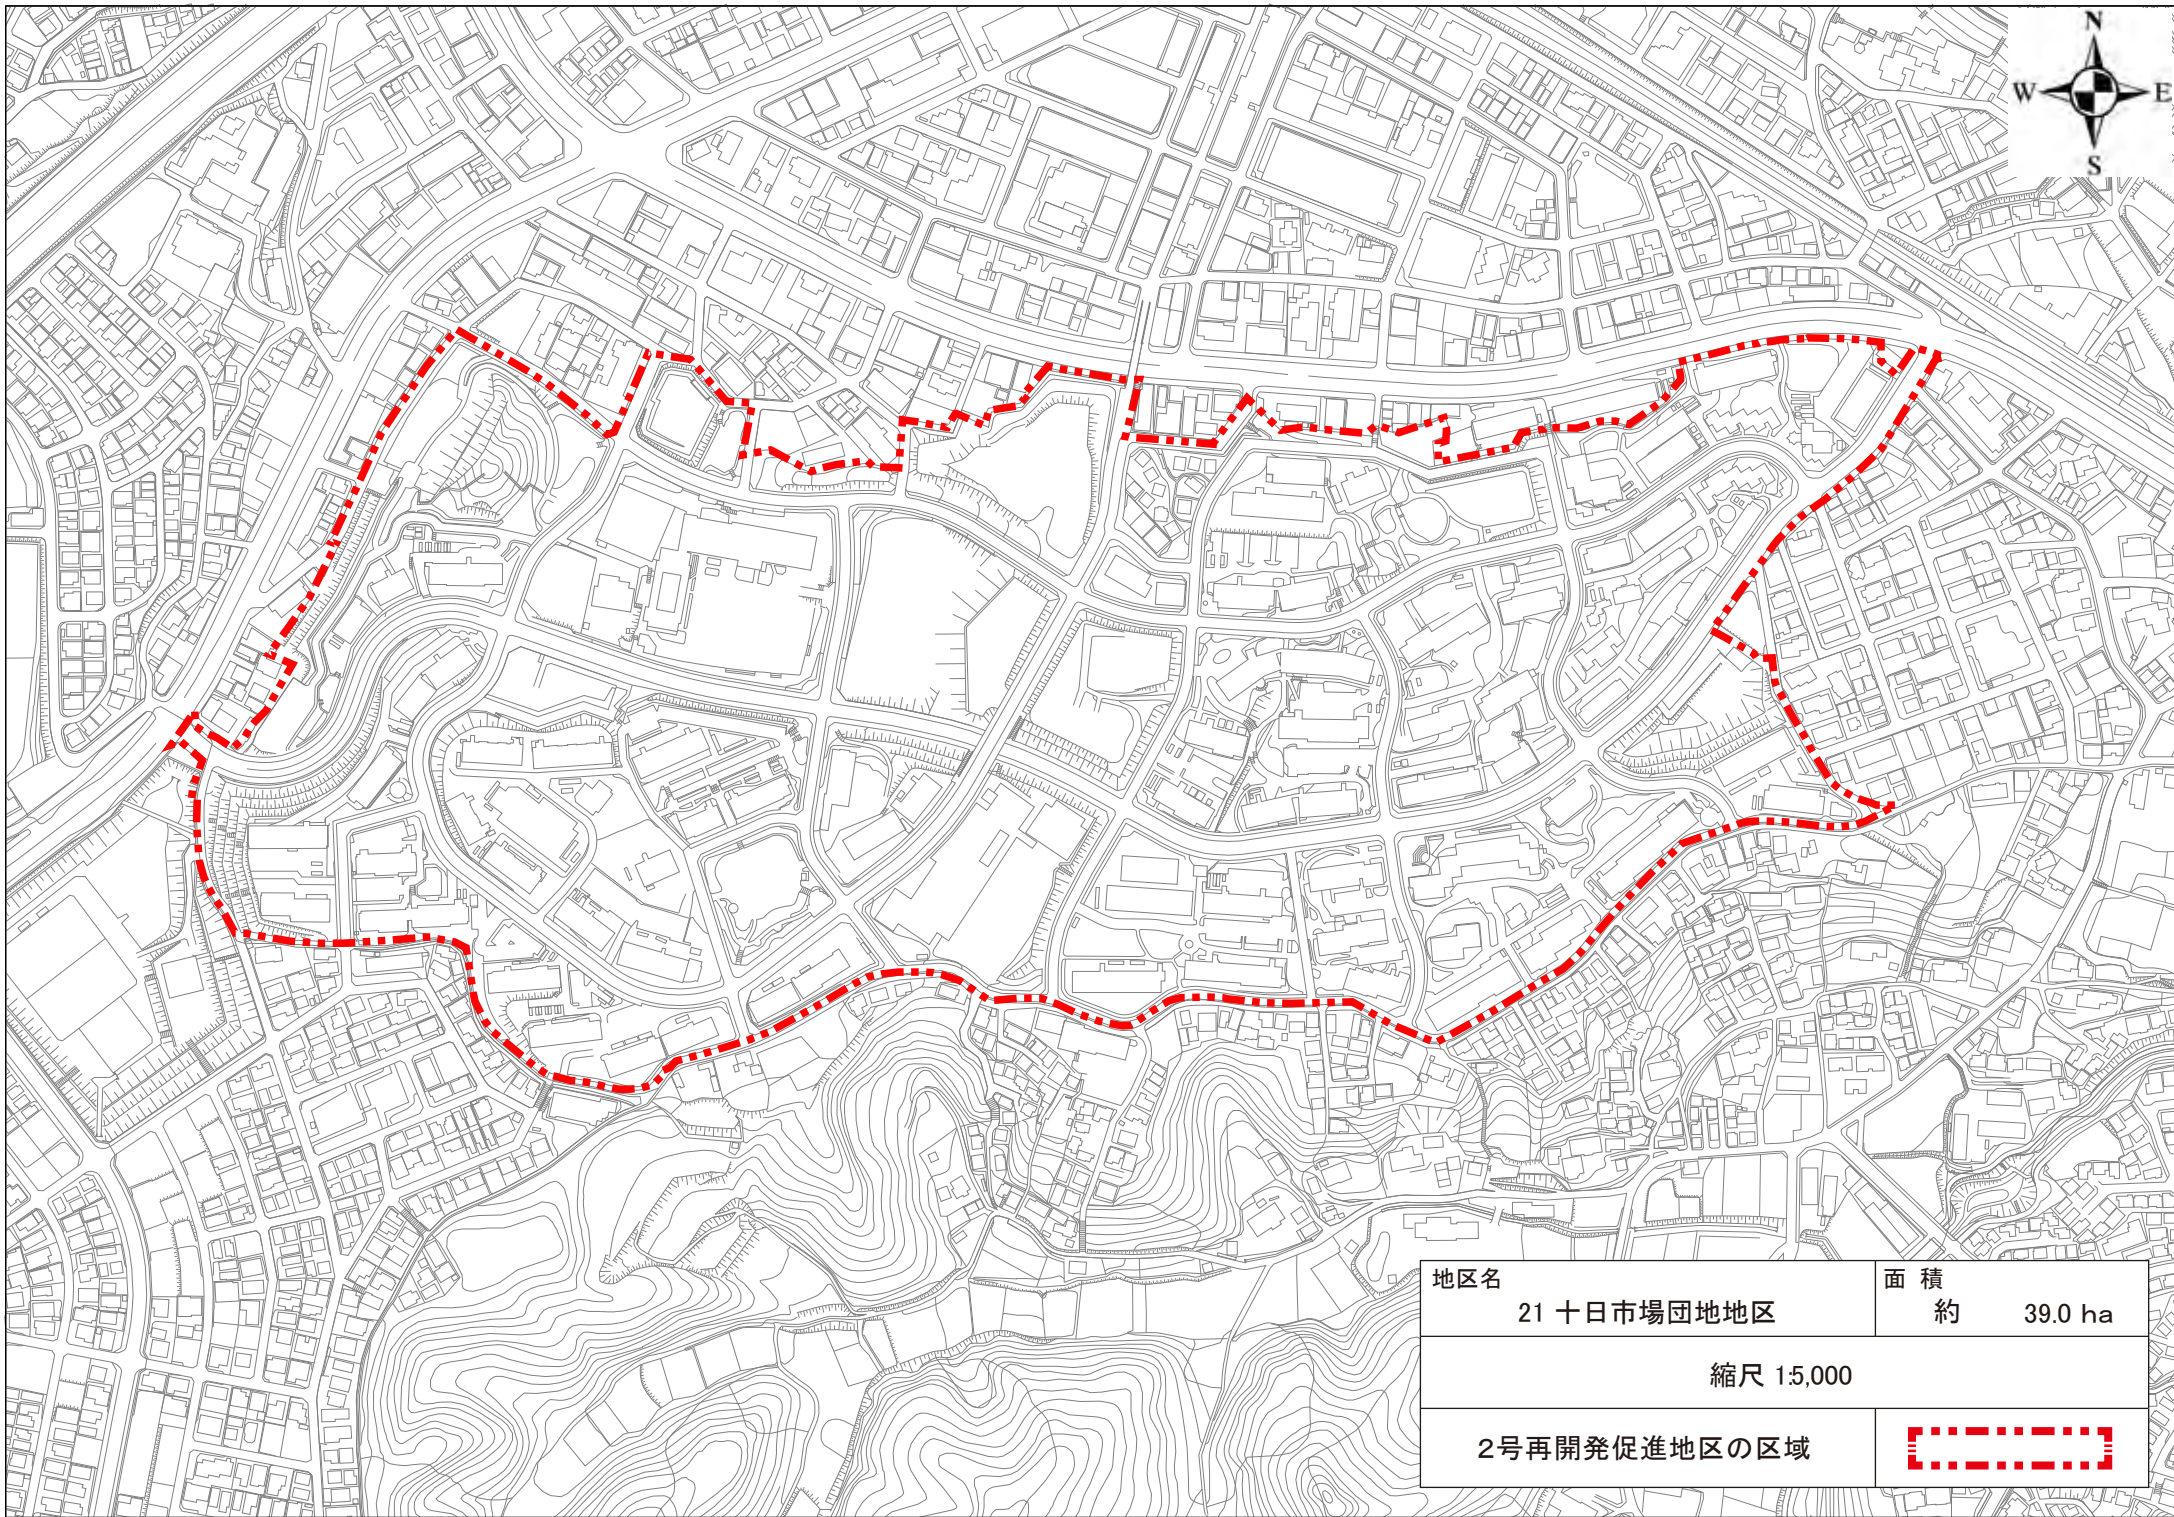 N
W E
S
地区名
21 十日市場団地地区
面 積
約 39.0 ha
縮尺 1:5,000
2号再開発促進地区の区域